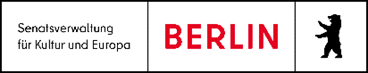 Senatsverwaltung
für Kultur und Europa
BERLIN